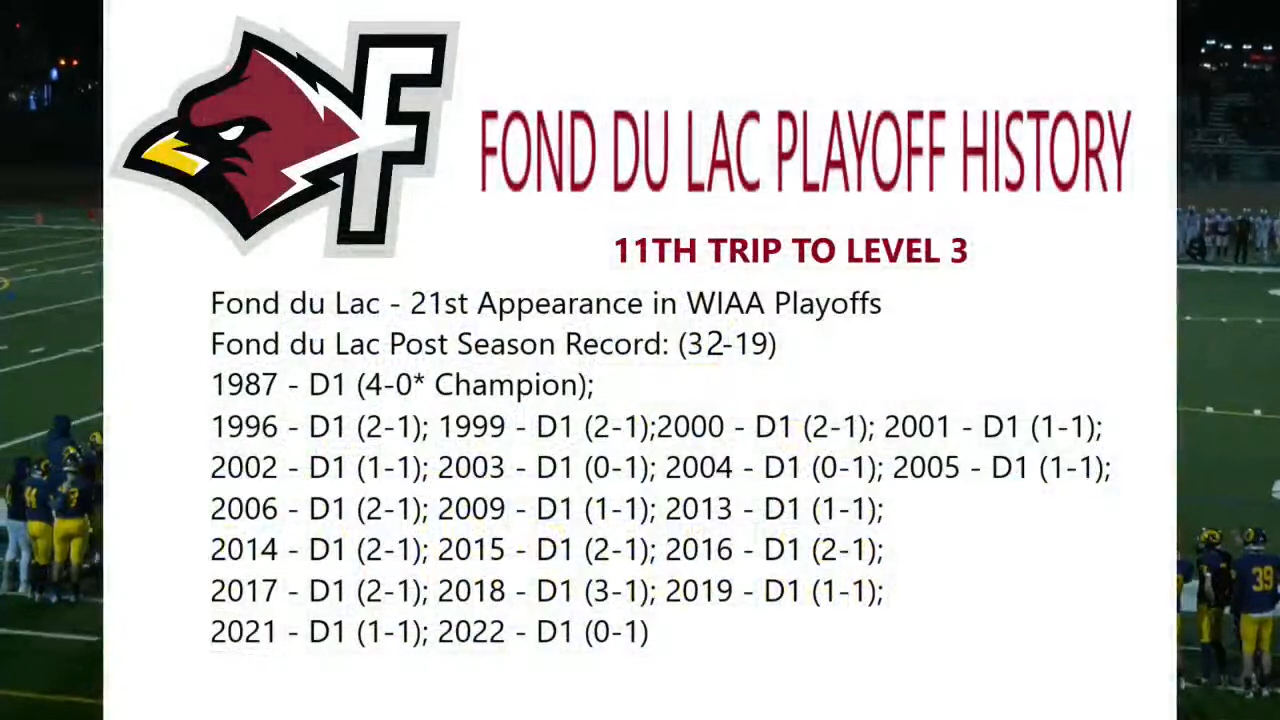 F
FOND DU LAC PLAYOFF HISTORY
11TH TRIP TO LEVEL 3
Fond du Lac - 21st Appearance in WIAA Playoffs
Fond du Lac Post Season Record: (32-19)
1987 - D1 (4-0* Champion);
1996 - D1 (2-1); 1999 - D1 (2-1);2000 - D1 (2-1); 2001 - D1 (1-1);
2002 - D1 (1-1); 2003 - D1 (0-1); 2004 - D1 (0-1); 2005 - D1 (1-1);
2006 - D1 (2-1); 2009 - D1 (1-1); 2013 - D1 (1-1);
2014 - D1 (2-1); 2015 - D1 (2-1); 2016 - D1 (2-1);
2017 - D1 (2-1); 2018 - D1 (3-1); 2019 - D1 (1-1);
2021 - D1 (1-1); 2022 - D1 (0-1)
39